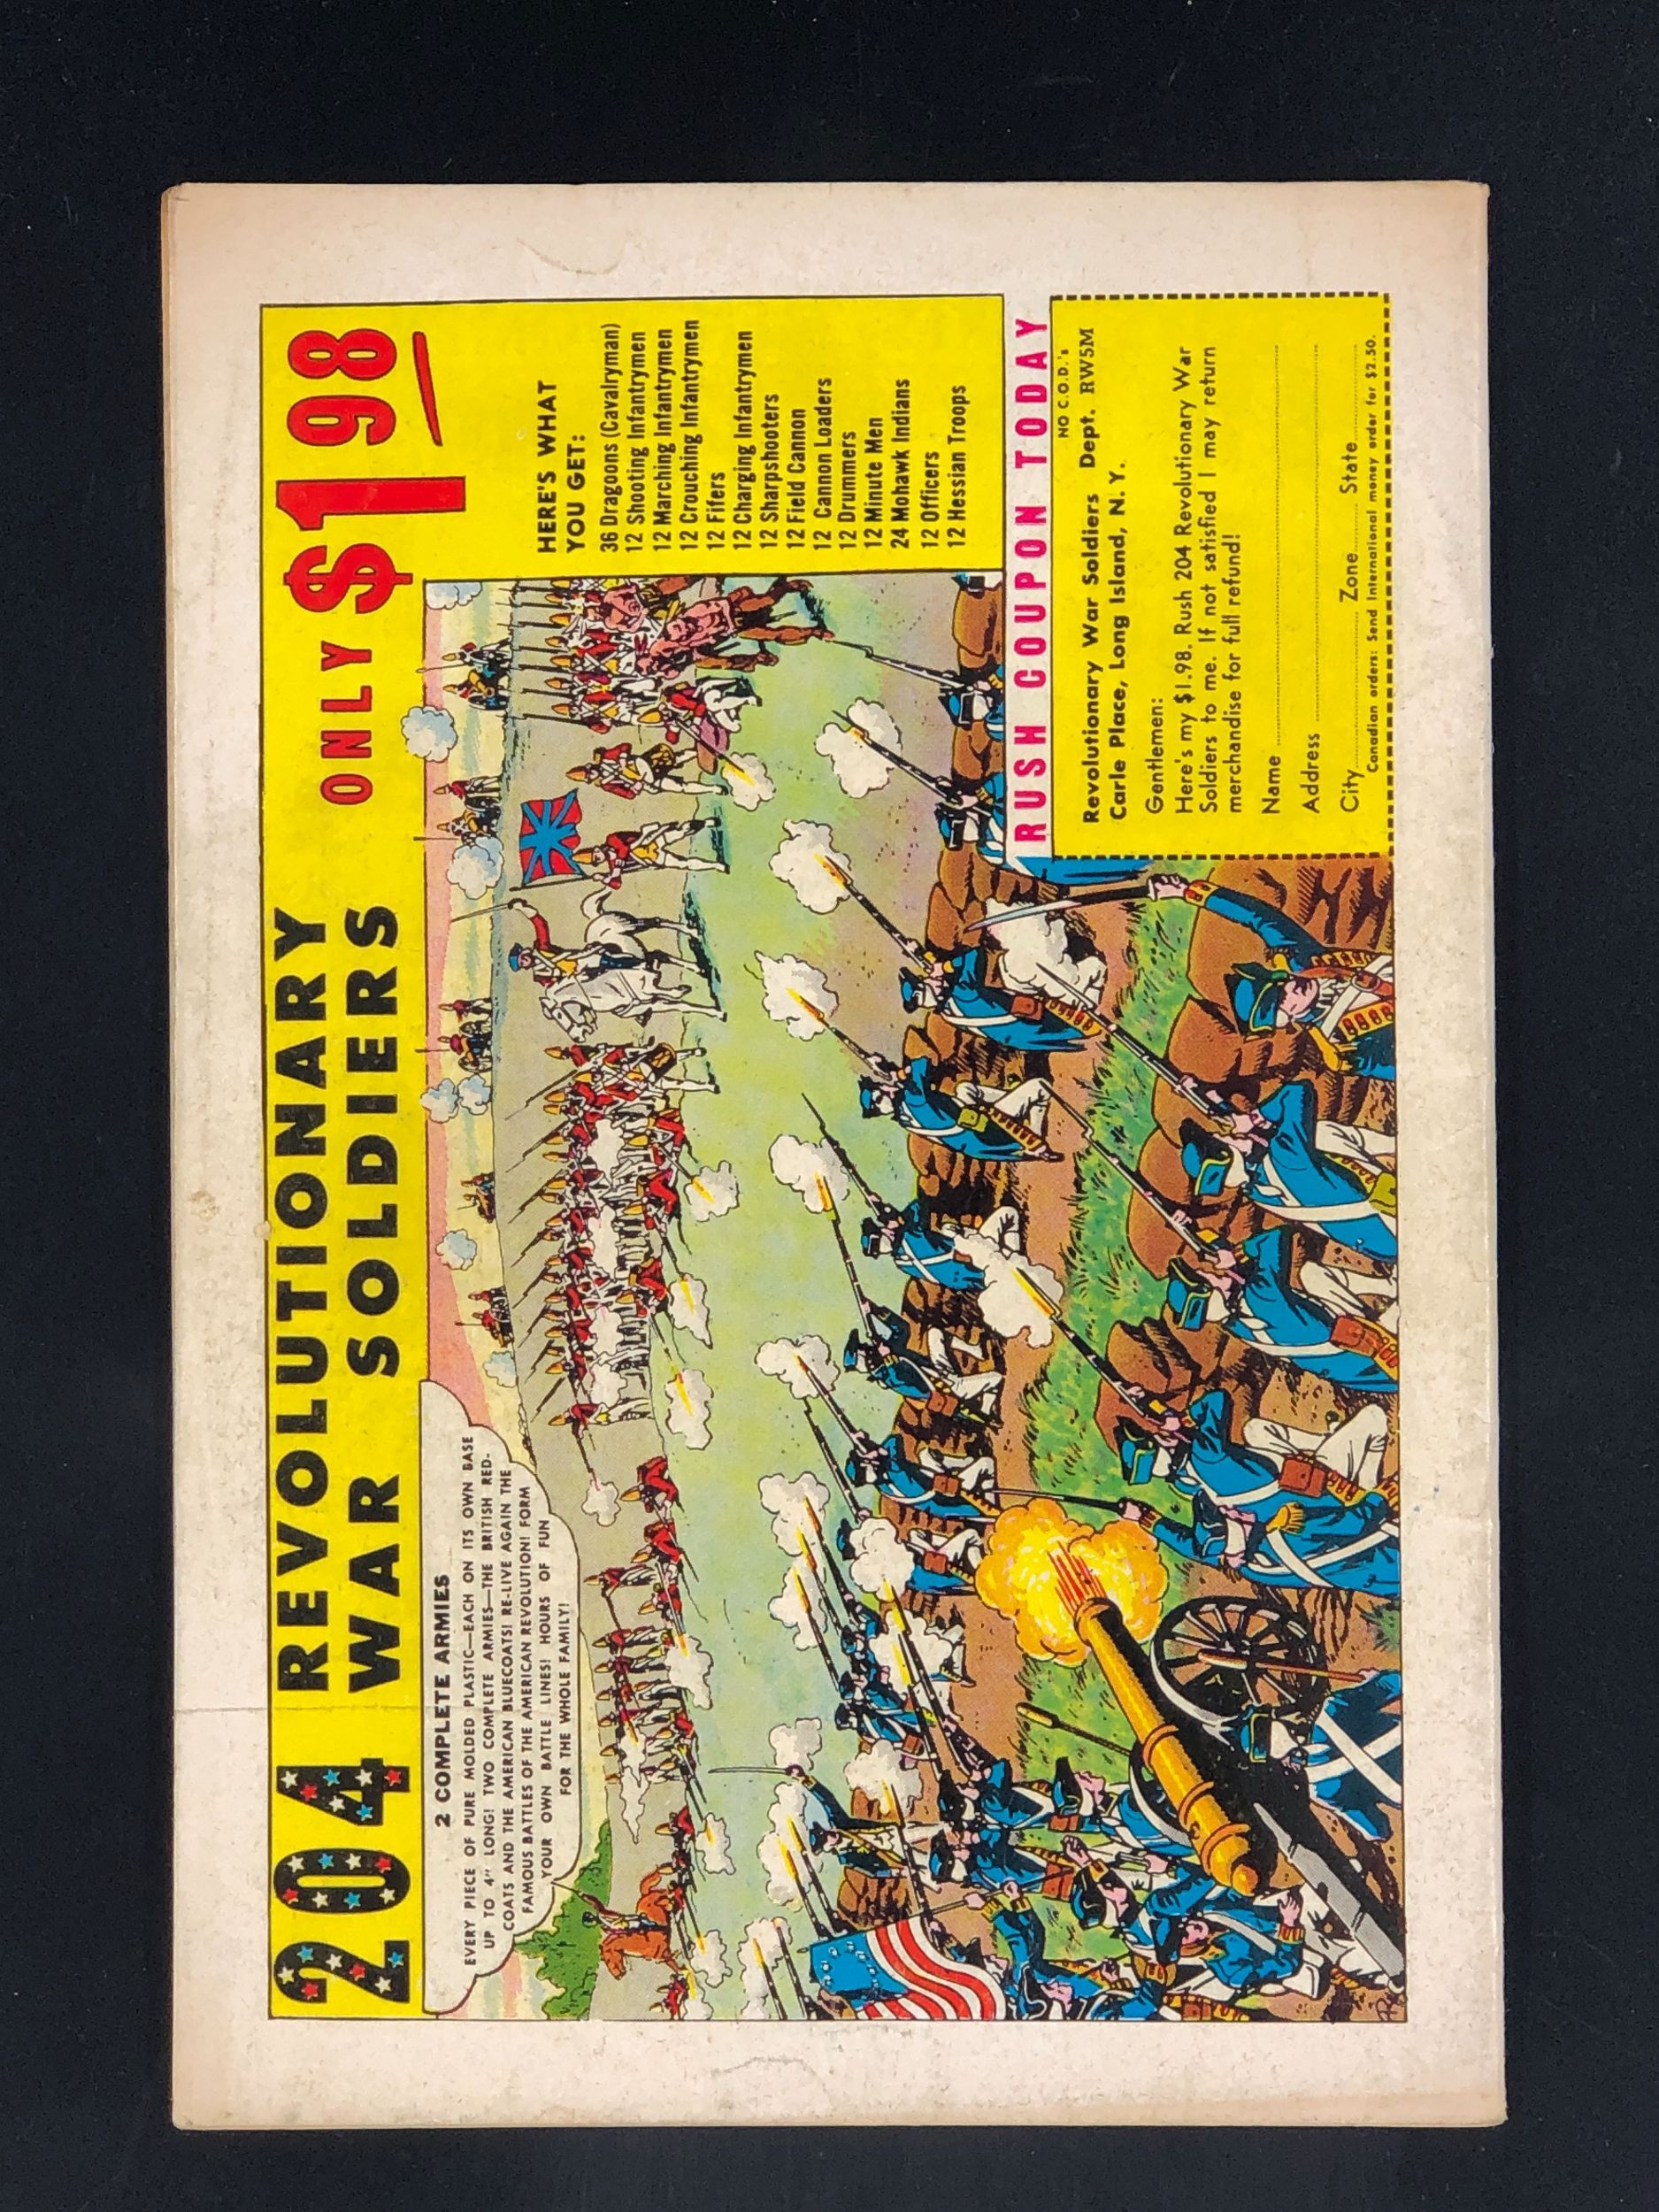 204 REVOLUTIONARY
WAR SOLDIERS
ONLY $1.98
2 COMPLETE ARMIES
EVERY PIECE OF PURE MOLDED PLASTIC—EACH ON ITS OWN BASE
UP TO 4" LONG! TWO COMPLETE ARMIES—THE BRITISH RED-
COATS AND THE AMERICAN BLUECOATS! RE-LIVE AGAIN THE
FAMOUS BATTLES OF THE AMERICAN REVOLUTION! FORM
YOUR OWN BATTLE LINES! HOURS OF FUN
FOR THE WHOLE FAMILY!
HERE'S WHAT
YOU GET:
36 Dragoons (Cavalryman)
12 Shooting Infantrymen
12 Marching Infantrymen
12 Crouching Infantrymen
12 Fifers
12 Charging Infantrymen
12 Sharpshooters
12 Field Cannon
12 Cannon Loaders
12 Drummers
12 Minute Men
24 Mohawk Indians
12 Officers
12 Hessian Troops
RUSH COUPON TODAY
NO C.O.D.'s
Revolutionary War Soldiers Dept. RW5M
Carle Place, Long Island, N. Y.
Gentlemen:
Here's my $1.98. Rush 204 Revolutionary War
Soldiers to me. If not satisfied I may return
merchandise for full refund!
Name
Address
City Zone State
Canadian orders: Send International money order for $2.50.